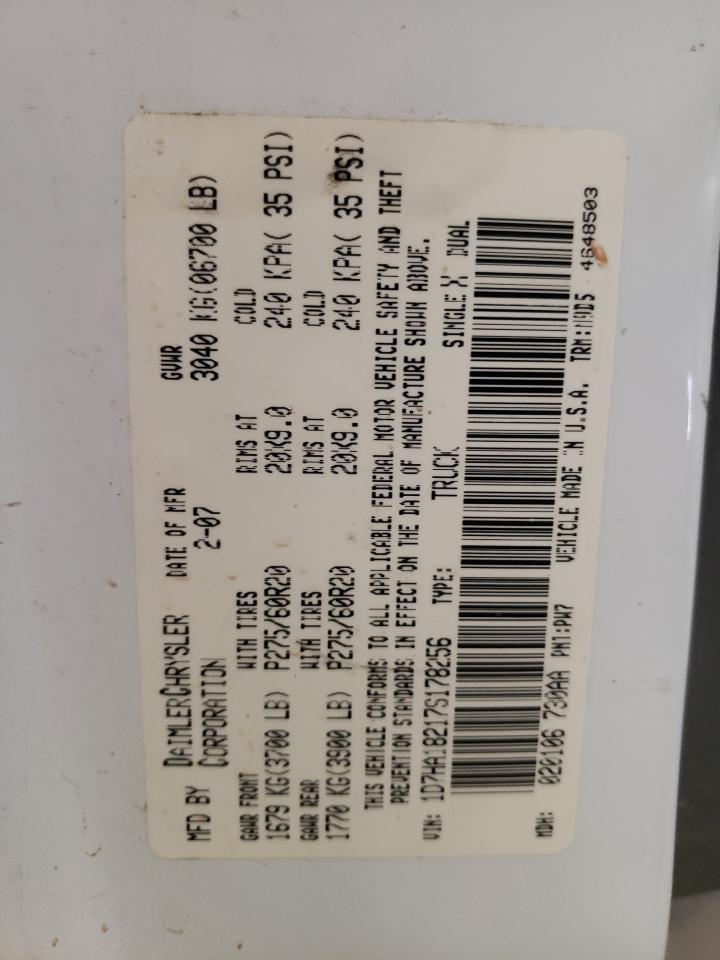 MFD BY DAIMLERCHRYSLER CORPORATION DATE OF MFR 2-07 GVWR 3040 KG(06700 LB)
GAWR FRONT WITH TIRES RIMS AT COLD
1679 KG(3700 LB) P275/60R20 20X9.0 240 KPA( 35 PSI)
GAWR REAR WITH TIRES RIMS AT COLD
1770 KG(3900 LB) P275/60R20 20X9.0 240 KPA( 35 PSI)
THIS VEHICLE CONFORMS TO ALL APPLICABLE FEDERAL MOTOR VEHICLE SAFETY AND THEFT
PREVENTION STANDARDS IN EFFECT ON THE DATE OF MANUFACTURE SHOWN ABOVE.
VIN: 1D7HA18217S178256 TYPE: TRUCK SINGLE X DUAL
MDH: 020106 730AA PNT:PW7 VEHICLE MADE IN U.S.A. TRM: 4648503